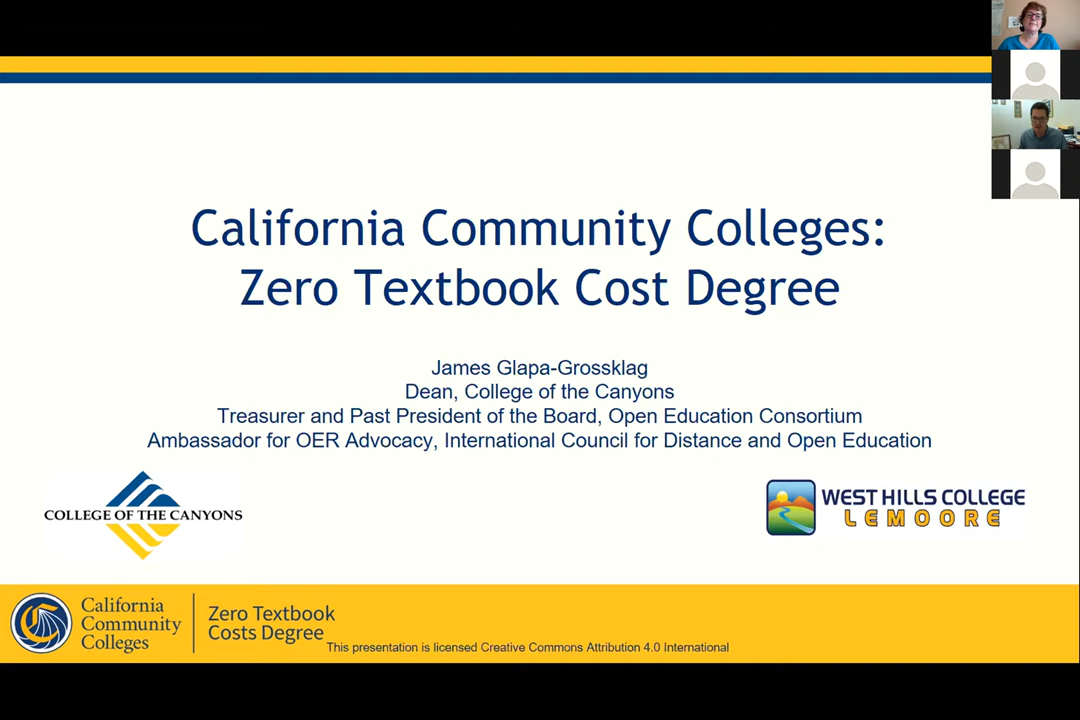 California Community Colleges:
Zero Textbook Cost Degree
James Glapa-Grossklag
Dean, College of the Canyons
Treasurer and Past President of the Board, Open Education Consortium
Ambassador for OER Advocacy, International Council for Distance and Open Education
COLLEGE OF THE CANYONS
WEST HILLS COLLEGE
LEMOORE
California
Community
Colleges
Zero Textbook
Costs Degree
This presentation is licensed Creative Commons Attribution 4.0 International